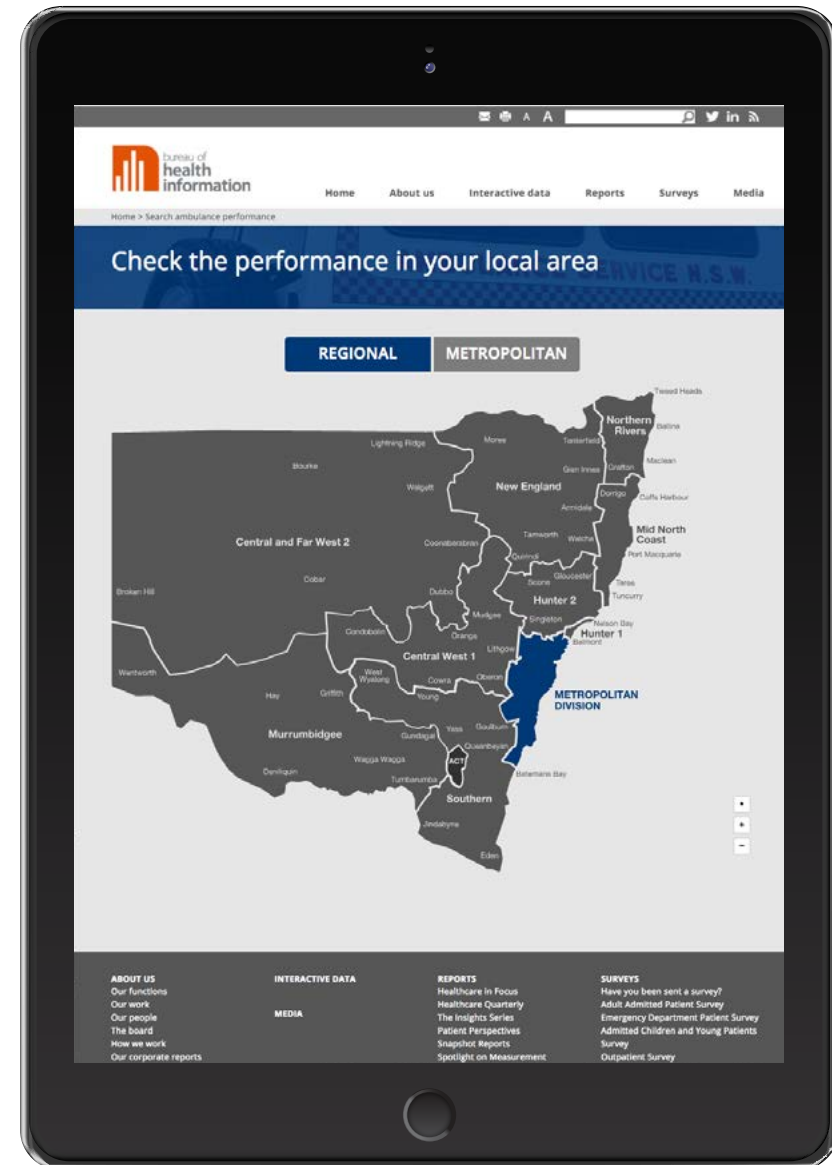 A A
in
bureau of
health
information
Home About us Interactive data Reports Surveys Media
Home > Search ambulance performance
Check the performance in your local area
SERVICE N.S.W.
REGIONAL METROPOLITAN
Tweed Heads
Northern
Rivers
Ballina
Lightning Ridge
Moree
Tenterfield
Maclean
Bourke
Glen Innes
Grafton
Walgett
New England
Dorrigo
Coffs Harbour
Armidale
Central and Far West 2
Coonabarabran
Tamworth
Walcha
Mid North
Coast
Port Macquarie
Quirindi
Cobar
Scone
Gloucester
Taree
Broken Hill
Dubbo
Tuncurry
Hunter 2
Mudgee
Singleton
Nelson Bay
Condobolin
Orange
Hunter 1
Belmont
Central West 1
Lithgow
Wentworth
West
Wyalong
Cowra
Oberon
Hay
Griffith
Young
METROPOLITAN
DIVISION
Murrumbidgee
Gundagai
Yass
Goulburn
Queanbeyan
Wagga Wagga
ACT
Deniliquin
Tumbarumba
Batemans Bay
Southern
Jindabyne
Eden
+
−
ABOUT US
Our functions
Our work
Our people
The board
How we work
Our corporate reports
INTERACTIVE DATA
MEDIA
REPORTS
Healthcare in Focus
Healthcare Quarterly
The Insights Series
Patient Perspectives
Snapshot Reports
Spotlight on Measurement
SURVEYS
Have you been sent a survey?
Adult Admitted Patient Survey
Emergency Department Patient Survey
Admitted Children and Young Patients
Survey
Outpatient Survey